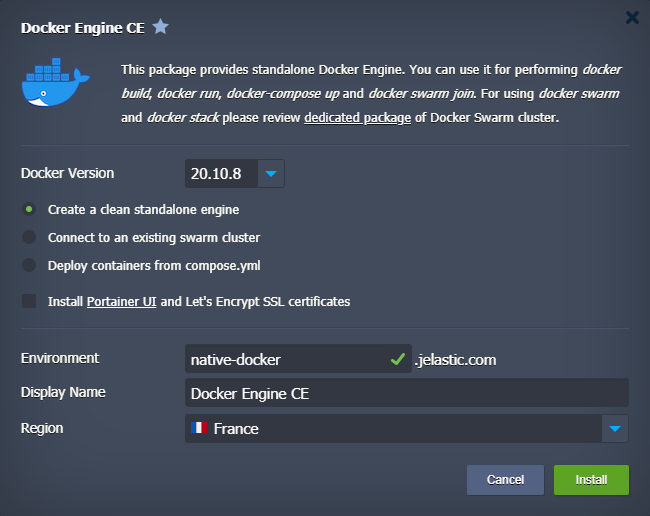 Docker Engine CE
This package provides standalone Docker Engine. You can use it for performing docker
build, docker run, docker-compose up and docker swarm join. For using docker swarm
and docker stack please review dedicated package of Docker Swarm cluster.
Docker Version 20.10.8
Create a clean standalone engine
Connect to an existing swarm cluster
Deploy containers from compose.yml
Install Portainer UI and Let's Encrypt SSL certificates
Environment native-docker .jelastic.com
Display Name Docker Engine CE
Region France
Cancel Install